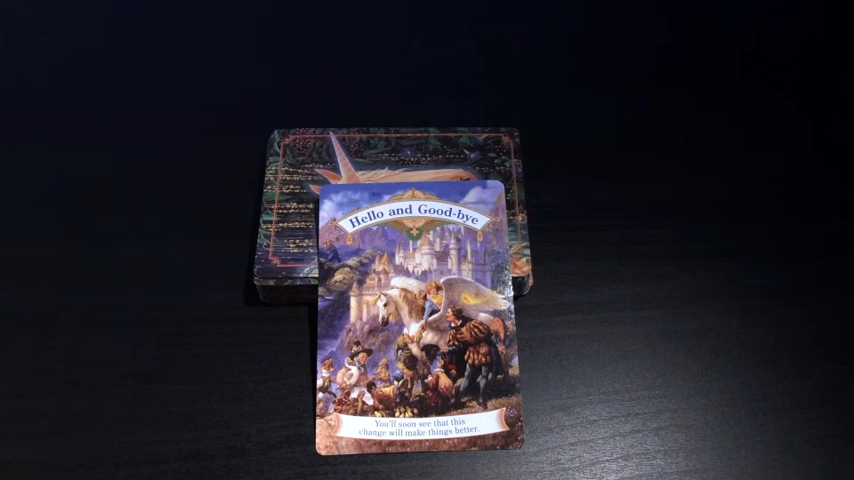 Hello and Good-bye
You'll soon see that this
change will make things better.